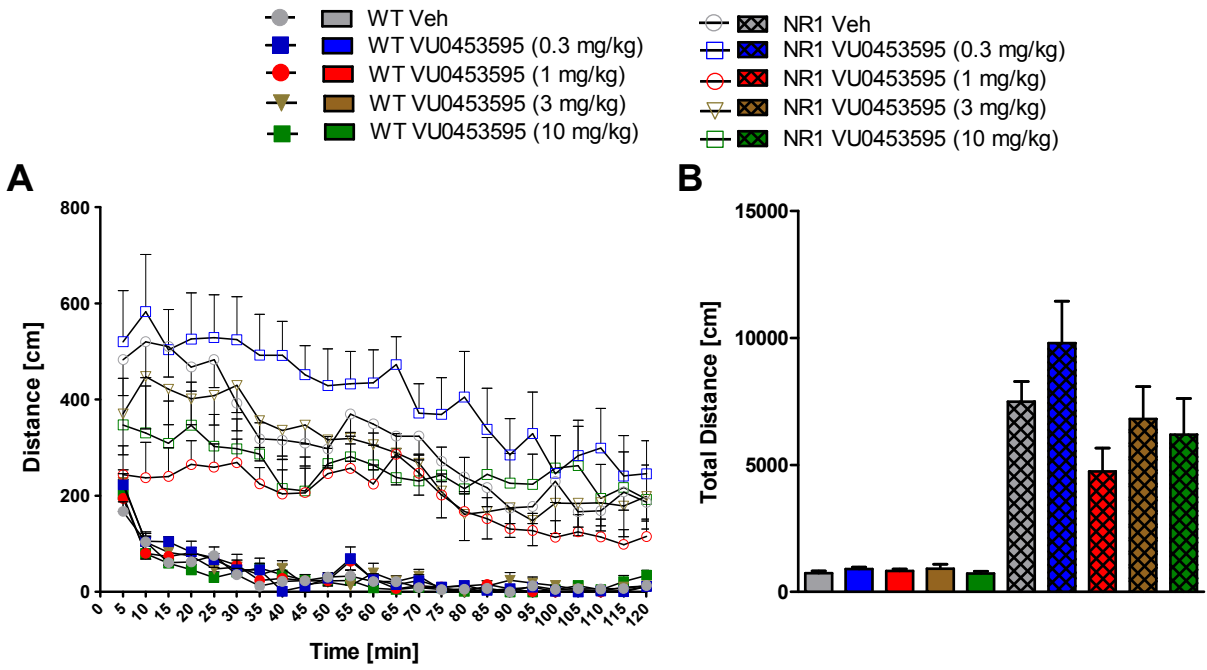 WT Veh
WT VU0453595 (0.3 mg/kg)
WT VU0453595 (1 mg/kg)
WT VU0453595 (3 mg/kg)
WT VU0453595 (10 mg/kg)
NR1 Veh
NR1 VU0453595 (0.3 mg/kg)
NR1 VU0453595 (1 mg/kg)
NR1 VU0453595 (3 mg/kg)
NR1 VU0453595 (10 mg/kg)
A
800
600
400
200
0
Distance [cm]
0 5 10 15 20 25 30 35 40 45 50 55 60 65 70 75 80 85 90 95 100 105 110 115 120
Time [min]
B
15000
10000
5000
0
Total Distance [cm]